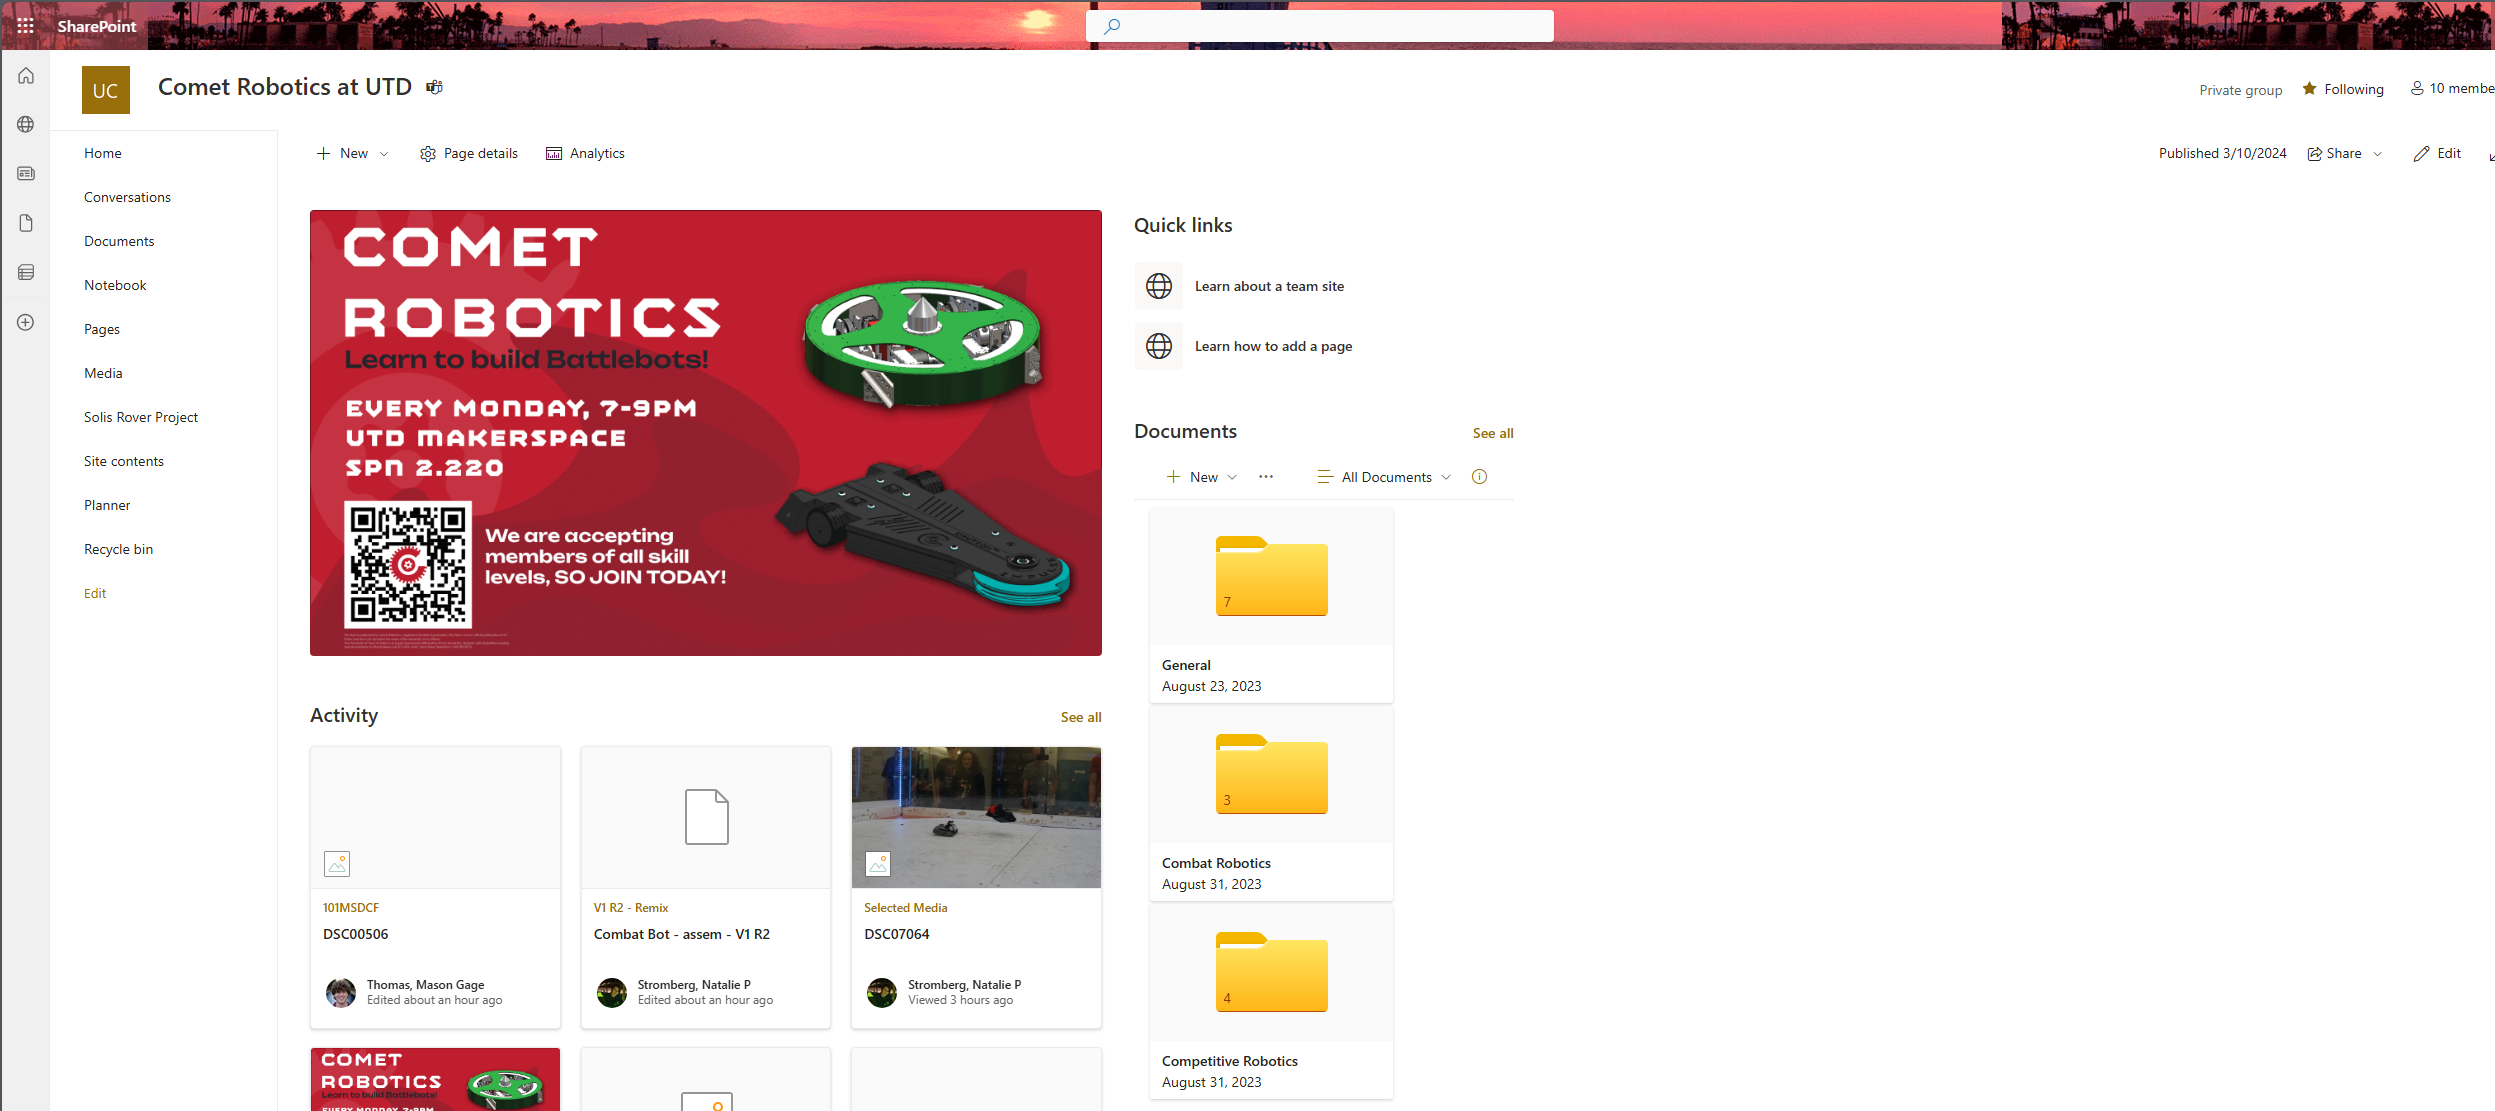 SharePoint
UC
Comet Robotics at UTD
Private group
Following
10 membe
Home
Conversations
Documents
Notebook
Pages
Media
Solis Rover Project
Site contents
Planner
Recycle bin
Edit
New
Page details
Analytics
Published 3/10/2024
Share
Edit
COMET
ROBOTICS
Learn to build Battlebots!
EVERY MONDAY, 7-9PM
UTD MAKERSPACE
SPN 2.220
We are accepting
members of all skill
levels, SO JOIN TODAY!
Quick links
Learn about a team site
Learn how to add a page
Documents
See all
New
All Documents
7
General
August 23, 2023
3
Combat Robotics
August 31, 2023
4
Competitive Robotics
August 31, 2023
Activity
See all
101MSDCF
DSC00506
Thomas, Mason Gage
Edited about an hour ago
V1 R2 - Remix
Combat Bot - assem - V1 R2
Stromberg, Natalie P
Edited about an hour ago
Selected Media
DSC07064
Stromberg, Natalie P
Viewed 3 hours ago
COMET
ROBOTICS
Learn to build Battlebots!
EVERY MONDAY, 7-9PM